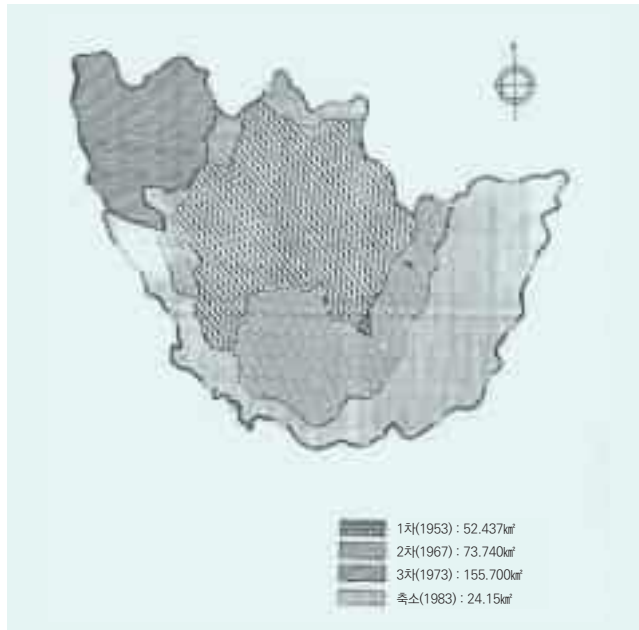 1차(1953) : 52.437㎢
2차(1967) : 73.740㎢
3차(1973) : 155.700㎢
축소(1983) : 24.15㎢